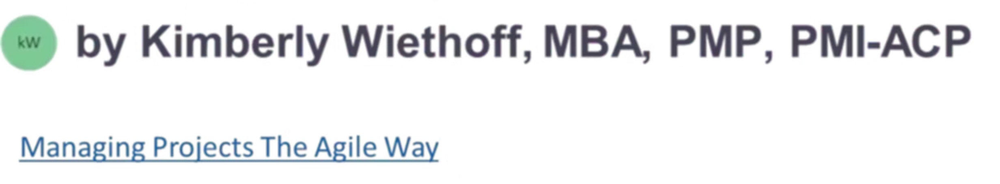 kW
by Kimberly Wiethoff, MBA, PMP, PMI-ACP
Managing Projects The Agile Way